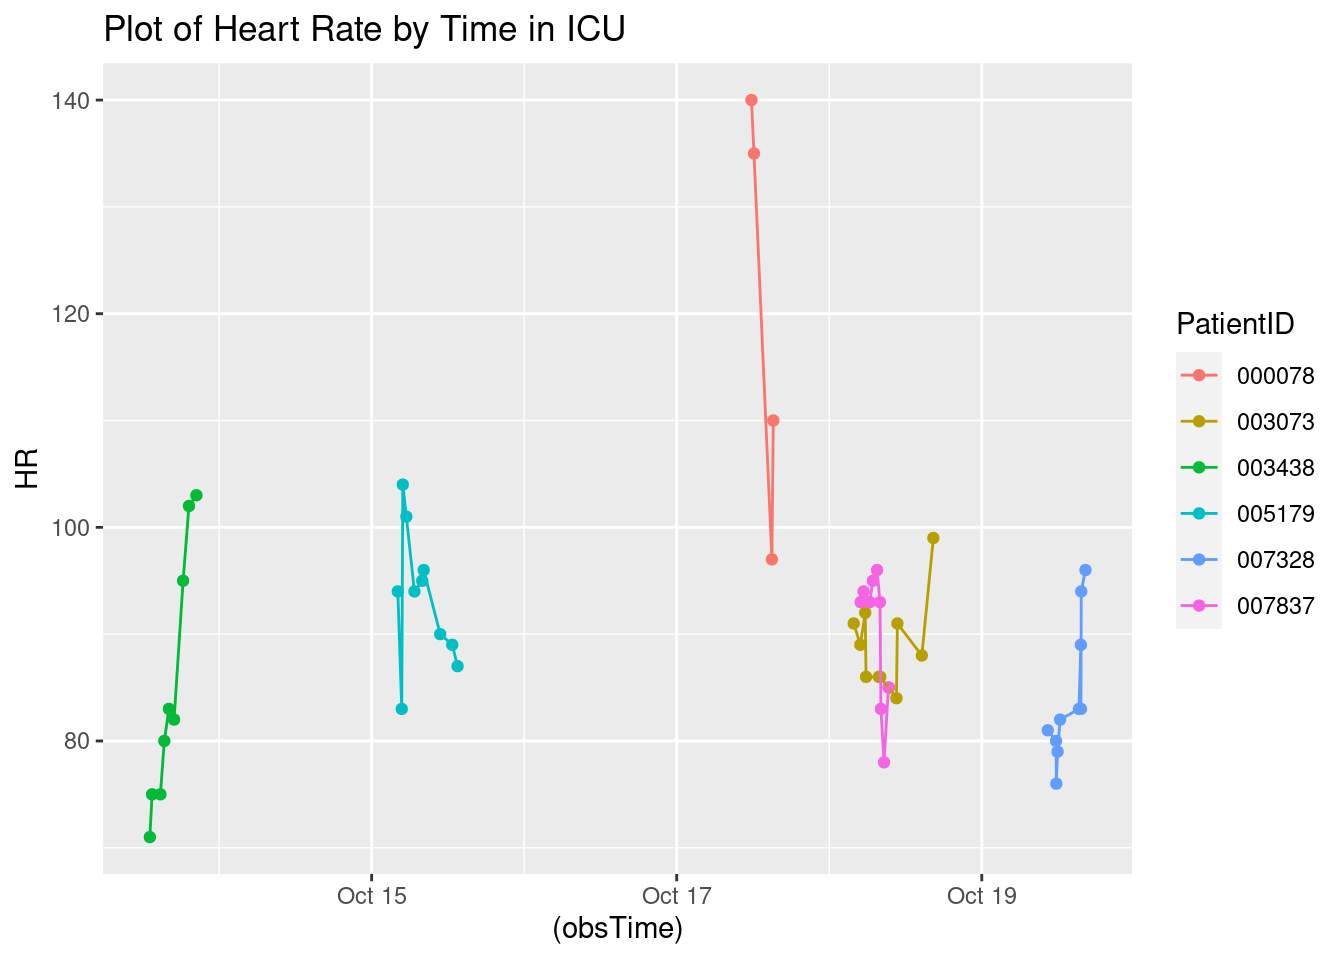 Plot of Heart Rate by Time in ICU
140
120
100
80
HR
Oct 15
Oct 17
Oct 19
(obsTime)
PatientID
000078
003073
003438
005179
007328
007837